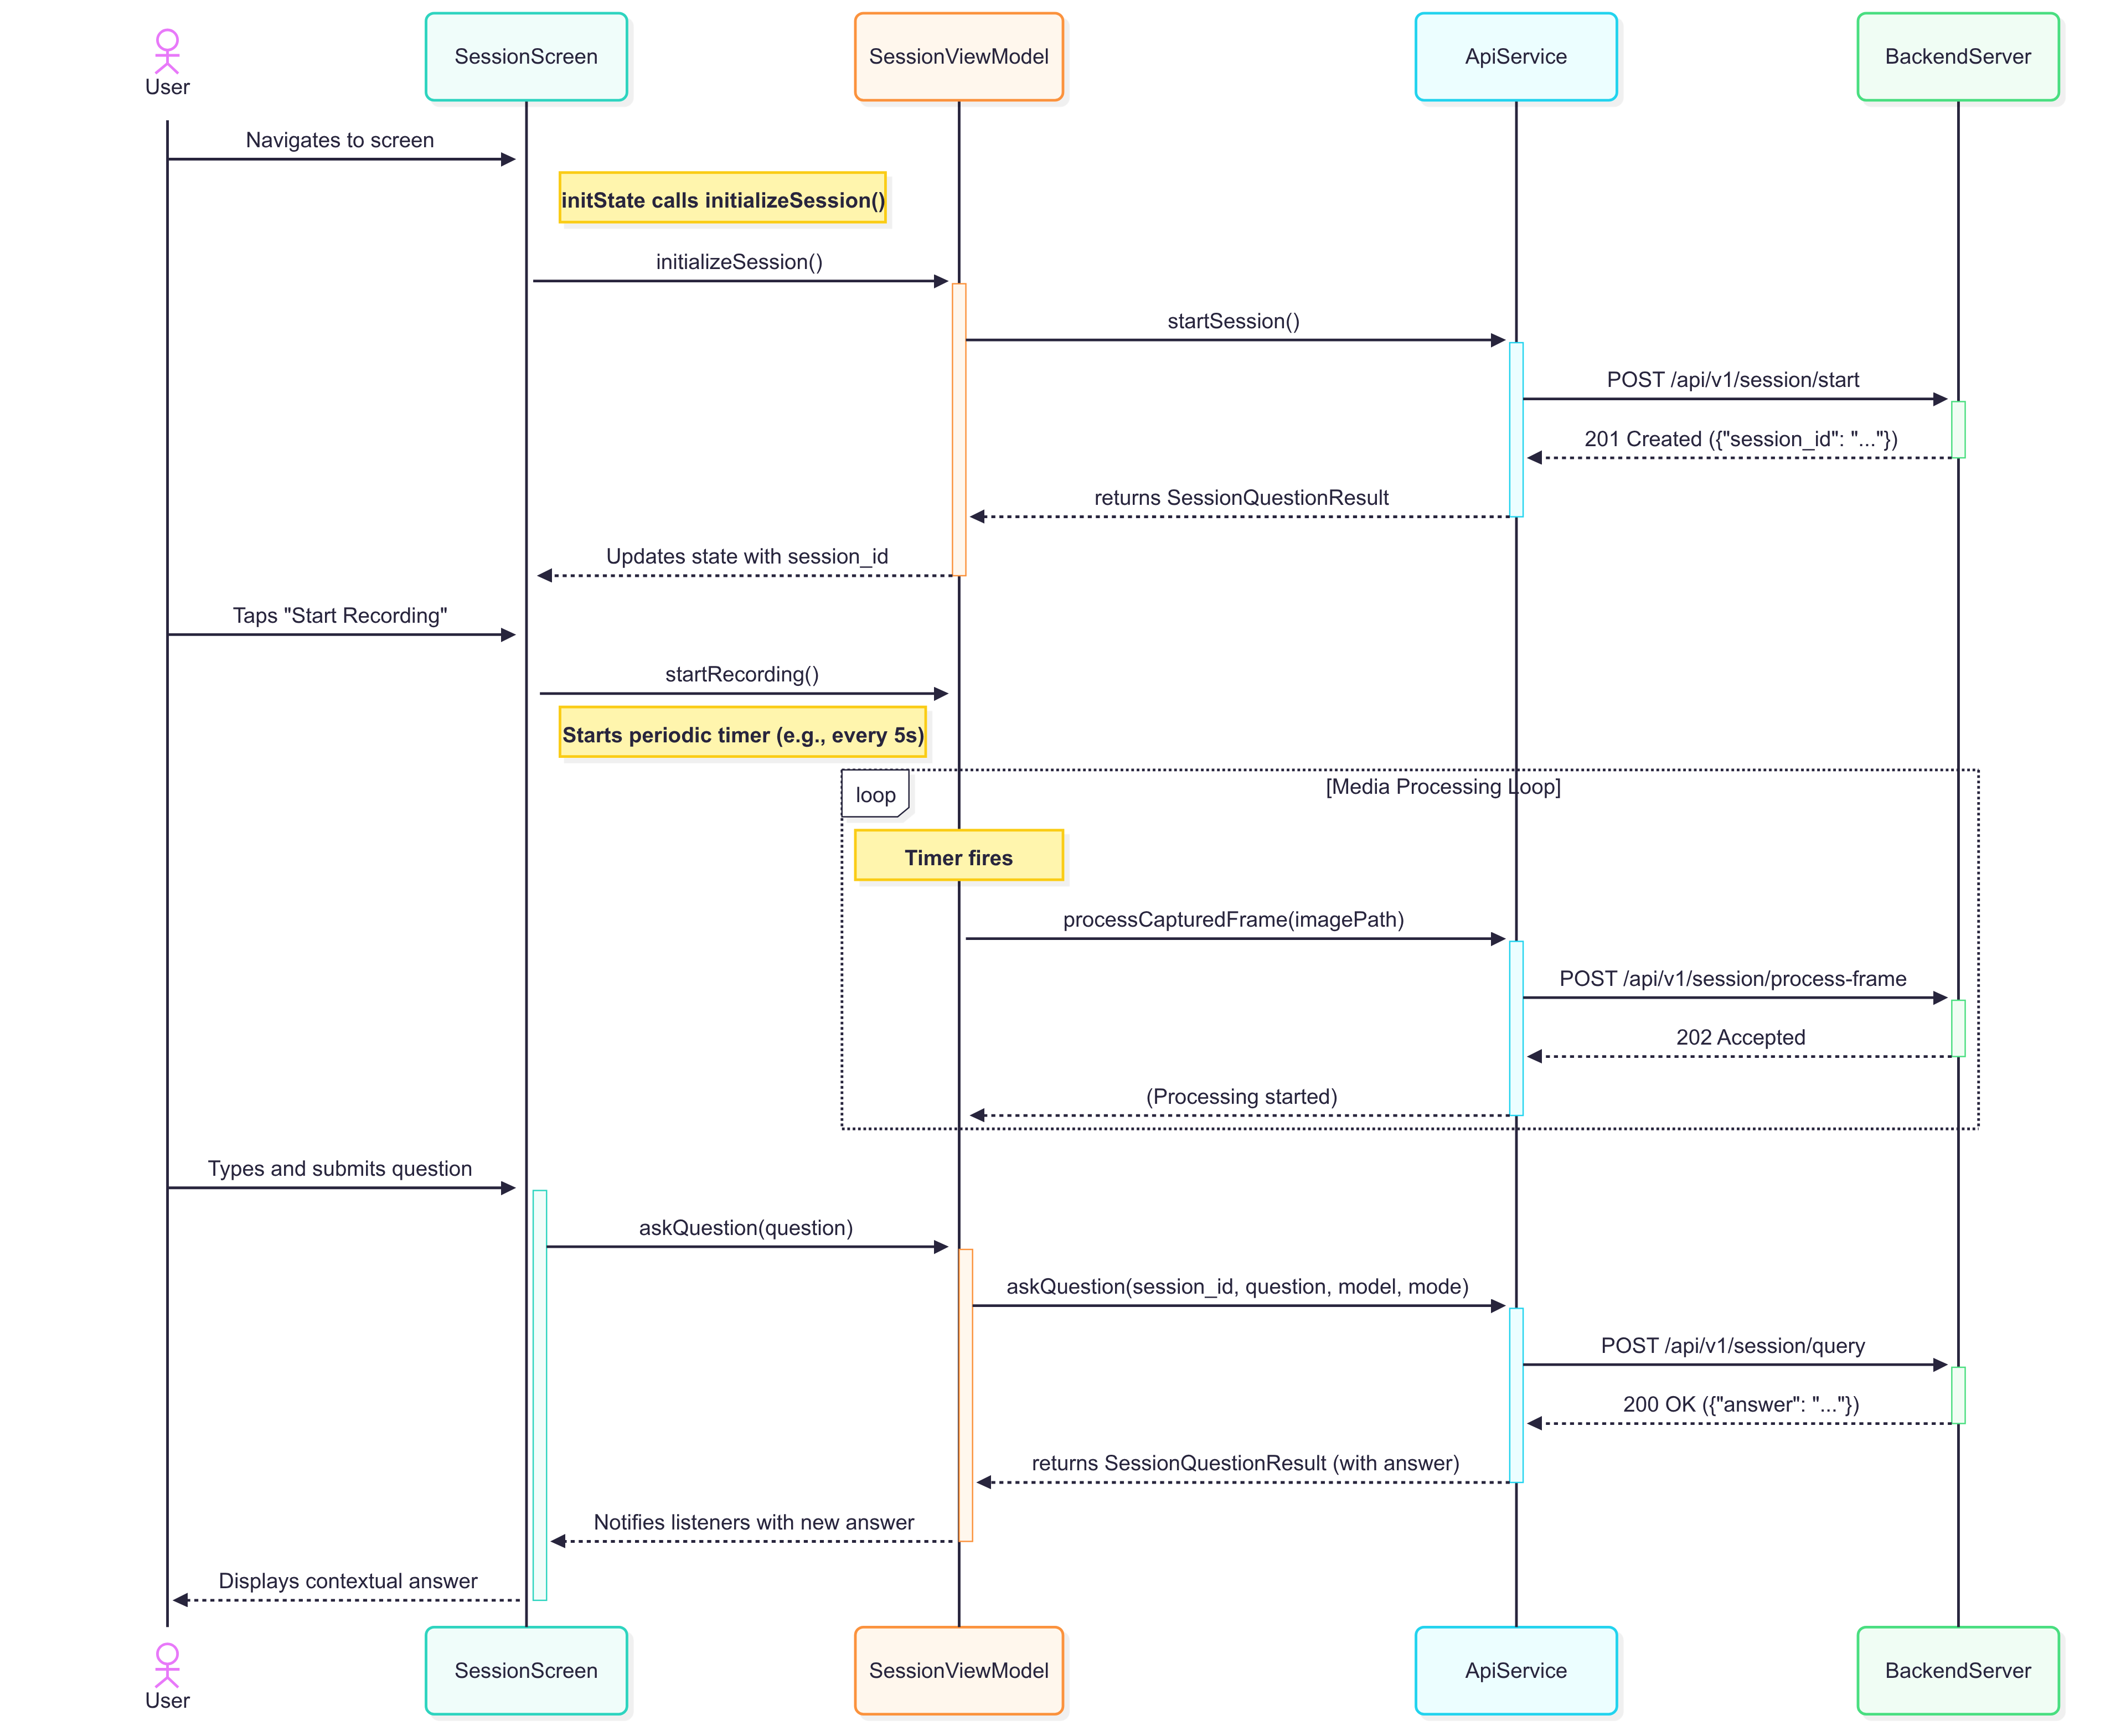 User
SessionScreen
SessionViewModel
ApiService
BackendServer
Navigates to screen
initState calls initializeSession()
initializeSession()
startSession()
POST /api/v1/session/start
201 Created ({"session_id": "..."})
returns SessionQuestionResult
Updates state with session_id
Taps "Start Recording"
startRecording()
Starts periodic timer (e.g., every 5s)
loop
[Media Processing Loop]
Timer fires
processCapturedFrame(imagePath)
POST /api/v1/session/process-frame
202 Accepted
(Processing started)
Types and submits question
askQuestion(question)
askQuestion(session_id, question, model, mode)
POST /api/v1/session/query
200 OK ({"answer": "..."})
returns SessionQuestionResult (with answer)
Notifies listeners with new answer
Displays contextual answer
User
SessionScreen
SessionViewModel
ApiService
BackendServer